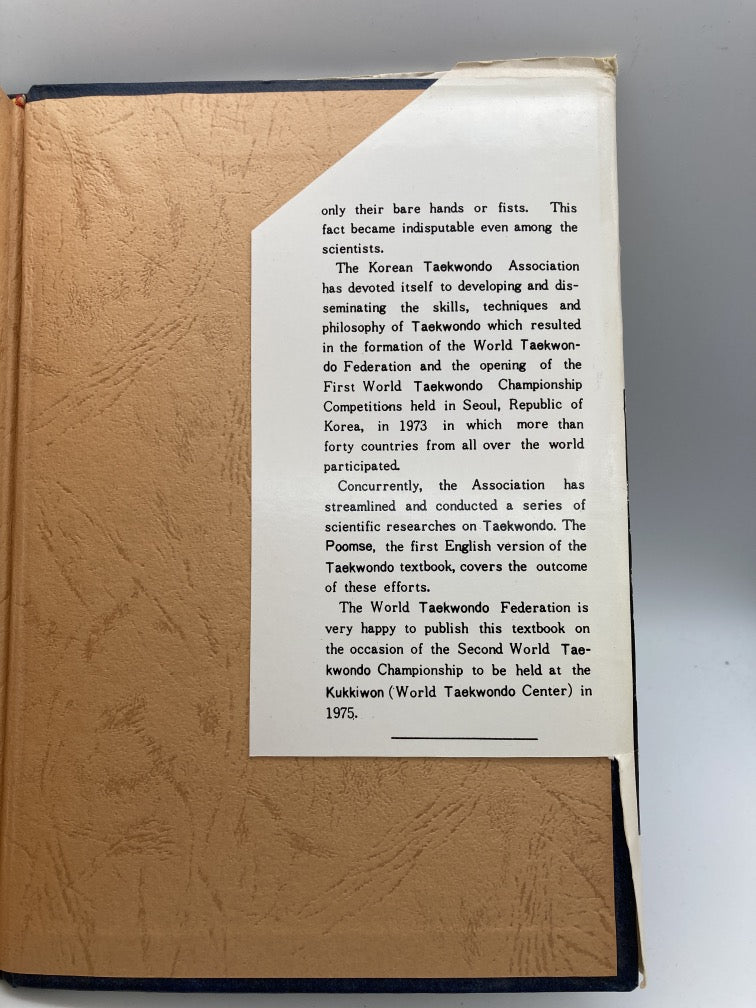 only their bare hands or fists. This
fact became indisputable even among the
scientists.
The Korean Taekwondo Association
has devoted itself to developing and dis-
seminating the skills, techniques and
philosophy of Taekwondo which resulted
in the formation of the World Taekwon-
do Federation and the opening of the
First World Taekwondo Championship
Competitions held in Seoul, Republic of
Korea, in 1973 in which more than
forty countries from all over the world
participated.
Concurrently, the Association has
streamlined and conducted a series of
scientific researches on Taekwondo. The
Poomse, the first English version of the
Taekwondo textbook, covers the outcome
of these efforts.
The World Taekwondo Federation is
very happy to publish this textbook on
the occasion of the Second World Tae-
kwondo Championship to be held at the
Kukkiwon (World Taekwondo Center) in
1975.